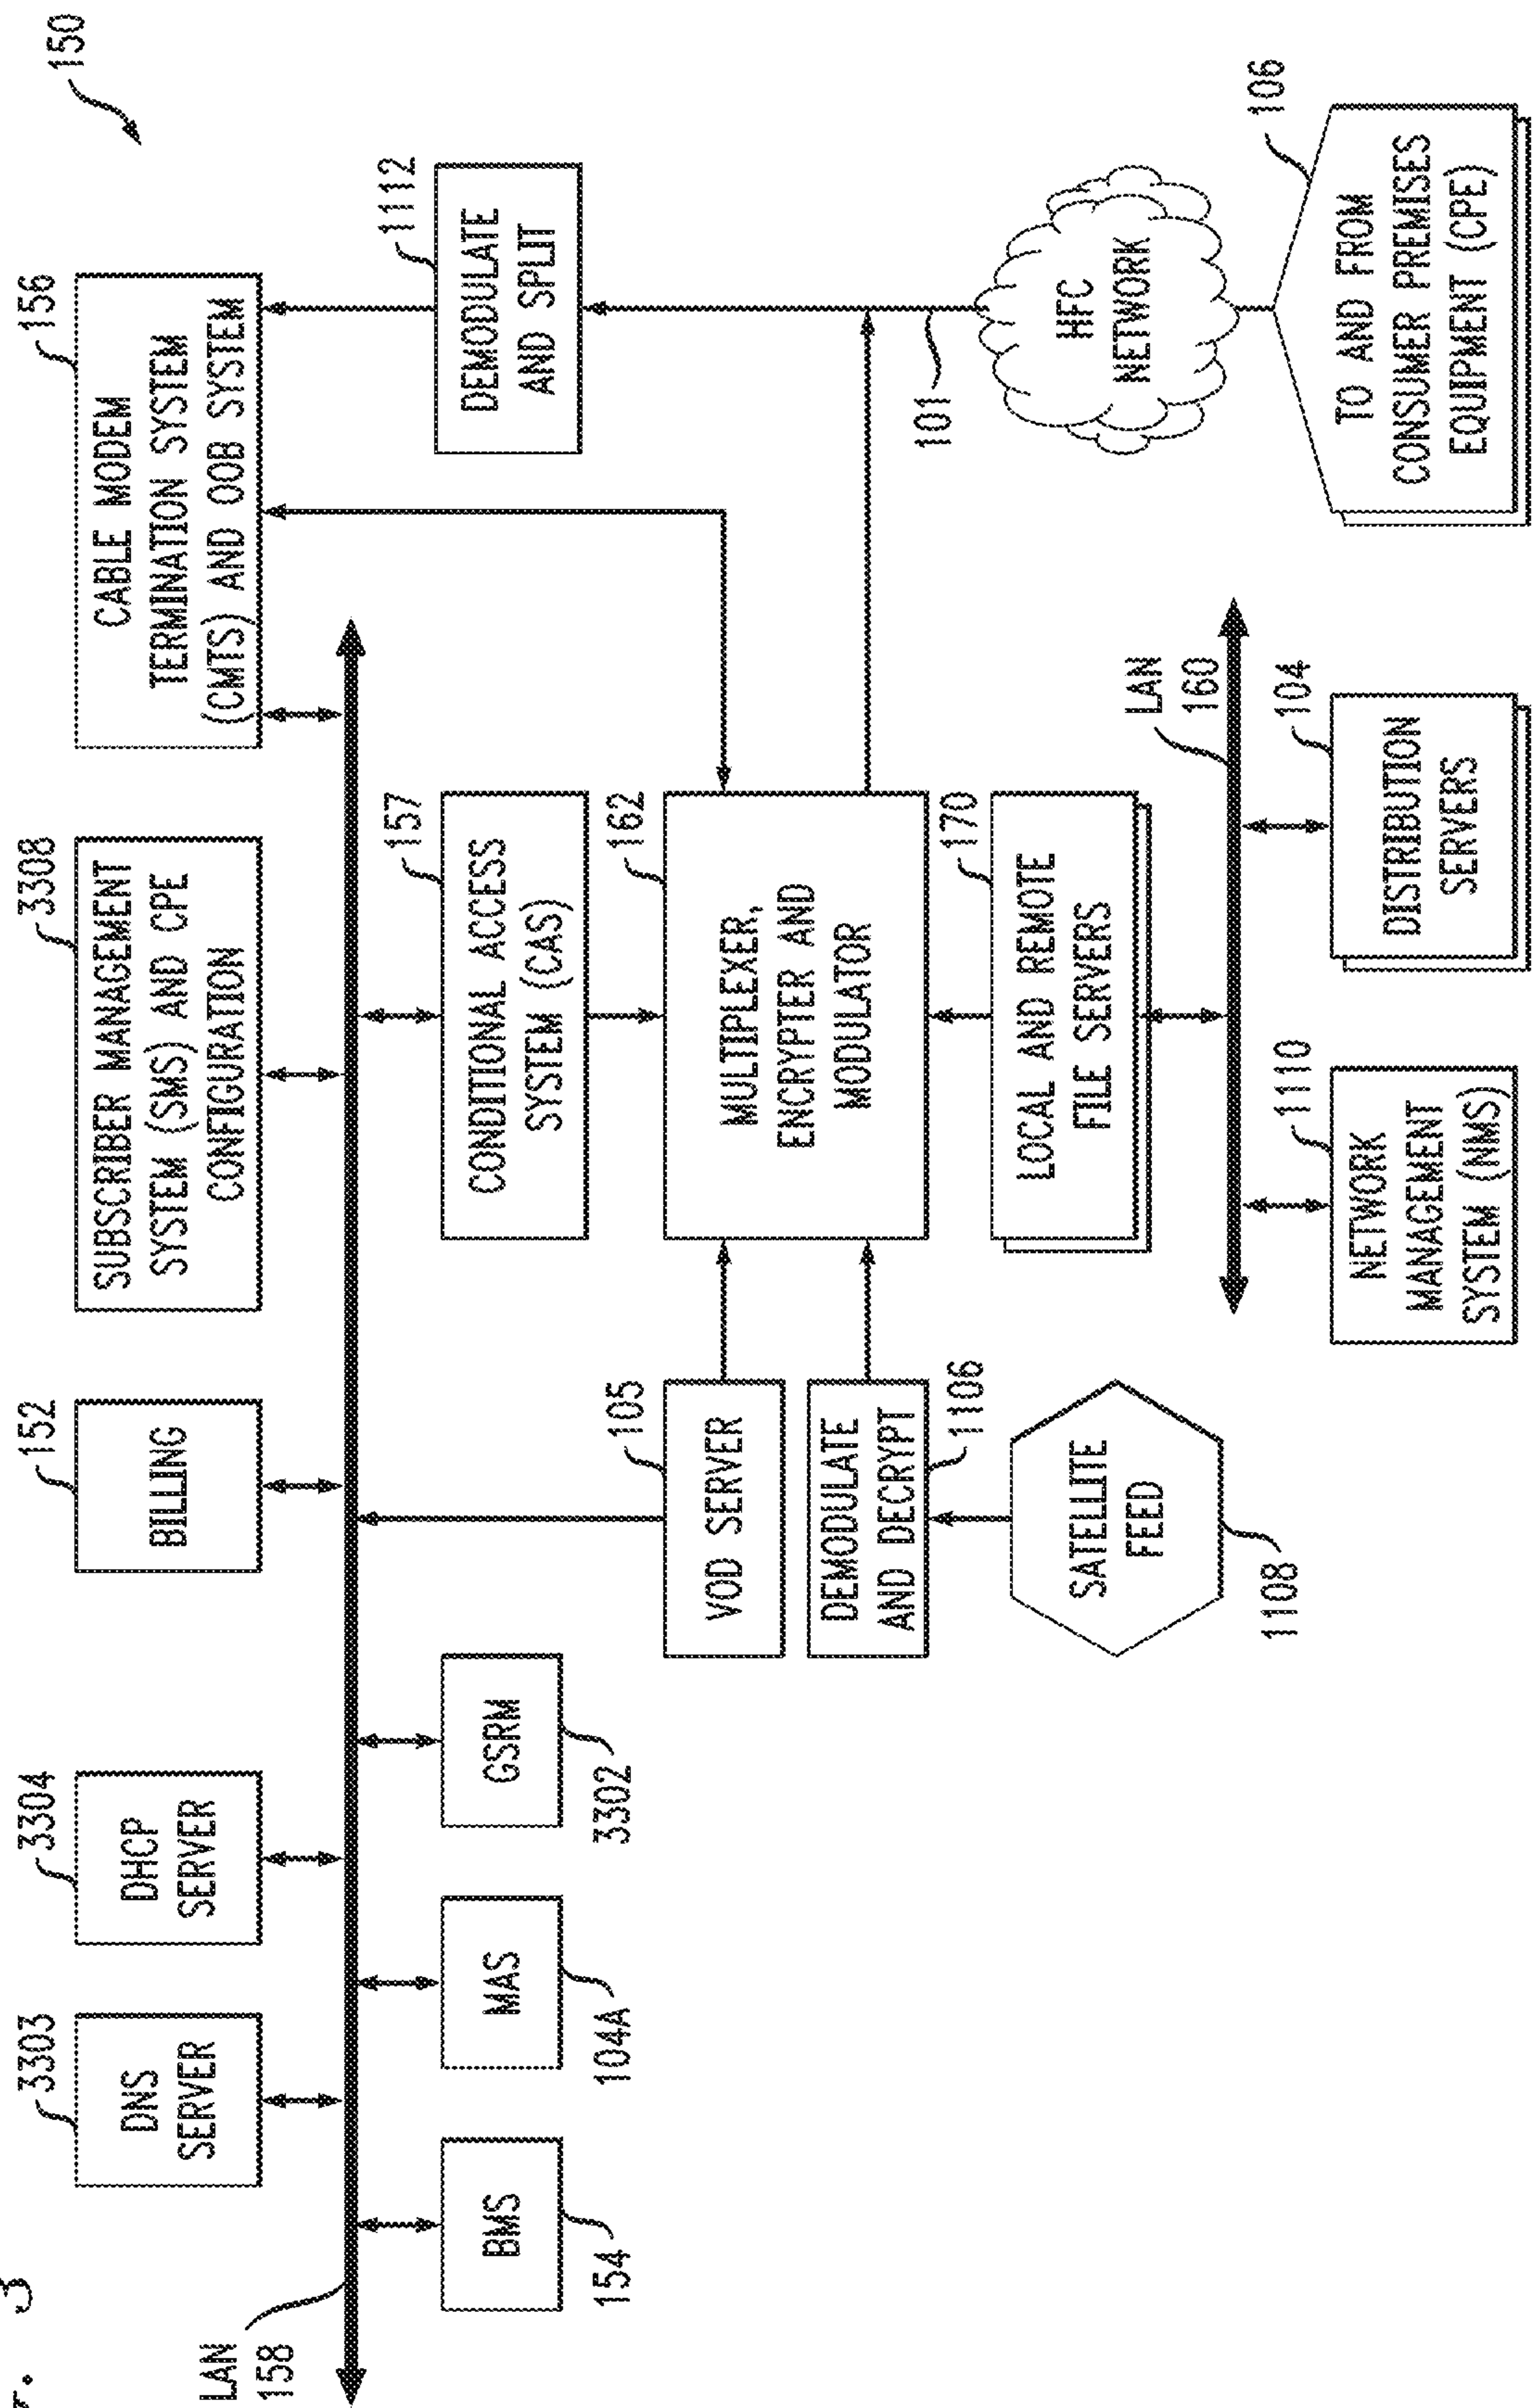 150
3303
DNS
SERVER
3304
DHCP
SERVER
152
BILLING
3308
SUBSCRIBER MANAGEMENT
SYSTEM (SMS) AND CPE
CONFIGURATION
156
CABLE MODEM
TERMINATION SYSTEM
(CMTS) AND OOB SYSTEM
LAN
158
BMS
154
MAS
104A
GSRM
3302
157
CONDITIONAL ACCESS
SYSTEM (CAS)
1112
DEMODULATE
AND SPLIT
105
VOD SERVER
162
MULTIPLEXER,
ENCRYPTER AND
MODULATOR
DEMODULATE
AND DECRYPT
1106
SATELLITE
FEED
1108
170
LOCAL AND REMOTE
FILE SERVERS
101
HFC
NETWORK
LAN
160
1110
NETWORK
MANAGEMENT
SYSTEM (NMS)
104
DISTRIBUTION
SERVERS
106
TO AND FROM
CONSUMER PREMISES
EQUIPMENT (CPE)
3